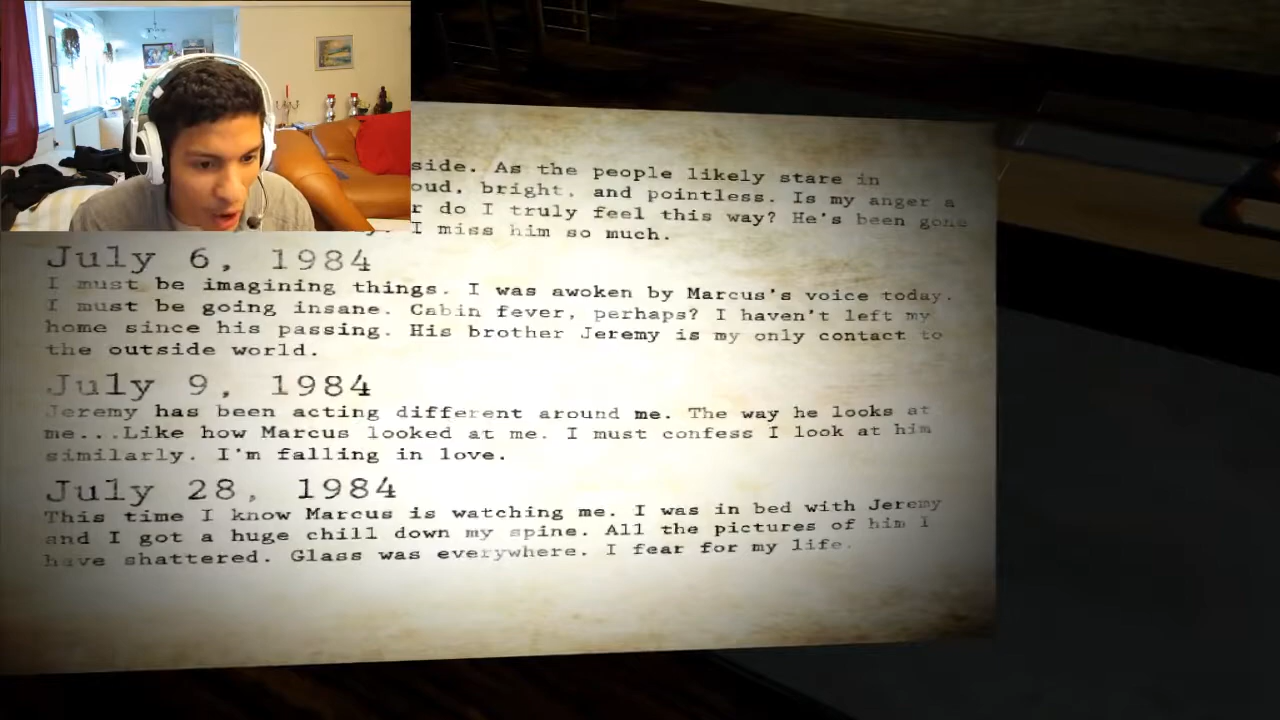 side. As the people likely stare in
oud, bright, and pointless. Is my anger a
r do I truly feel this way? He's been gone
I miss him so much.
July 6, 1984
I must be imagining things. I was awoken by Marcus's voice today.
I must be going insane. Cabin fever, perhaps? I haven't left my
home since his passing. His brother Jeremy is my only contact to
the outside world.
July 9, 1984
Jeremy has been acting different around me. The way he looks at
me...Like how Marcus looked at me. I must confess I look at him
similarly. I'm falling in love.
July 28, 1984
This time I know Marcus is watching me. I was in bed with Jeremy
and I got a huge chill down my spine. All the pictures of him I
have shattered. Glass was everywhere. I fear for my life.